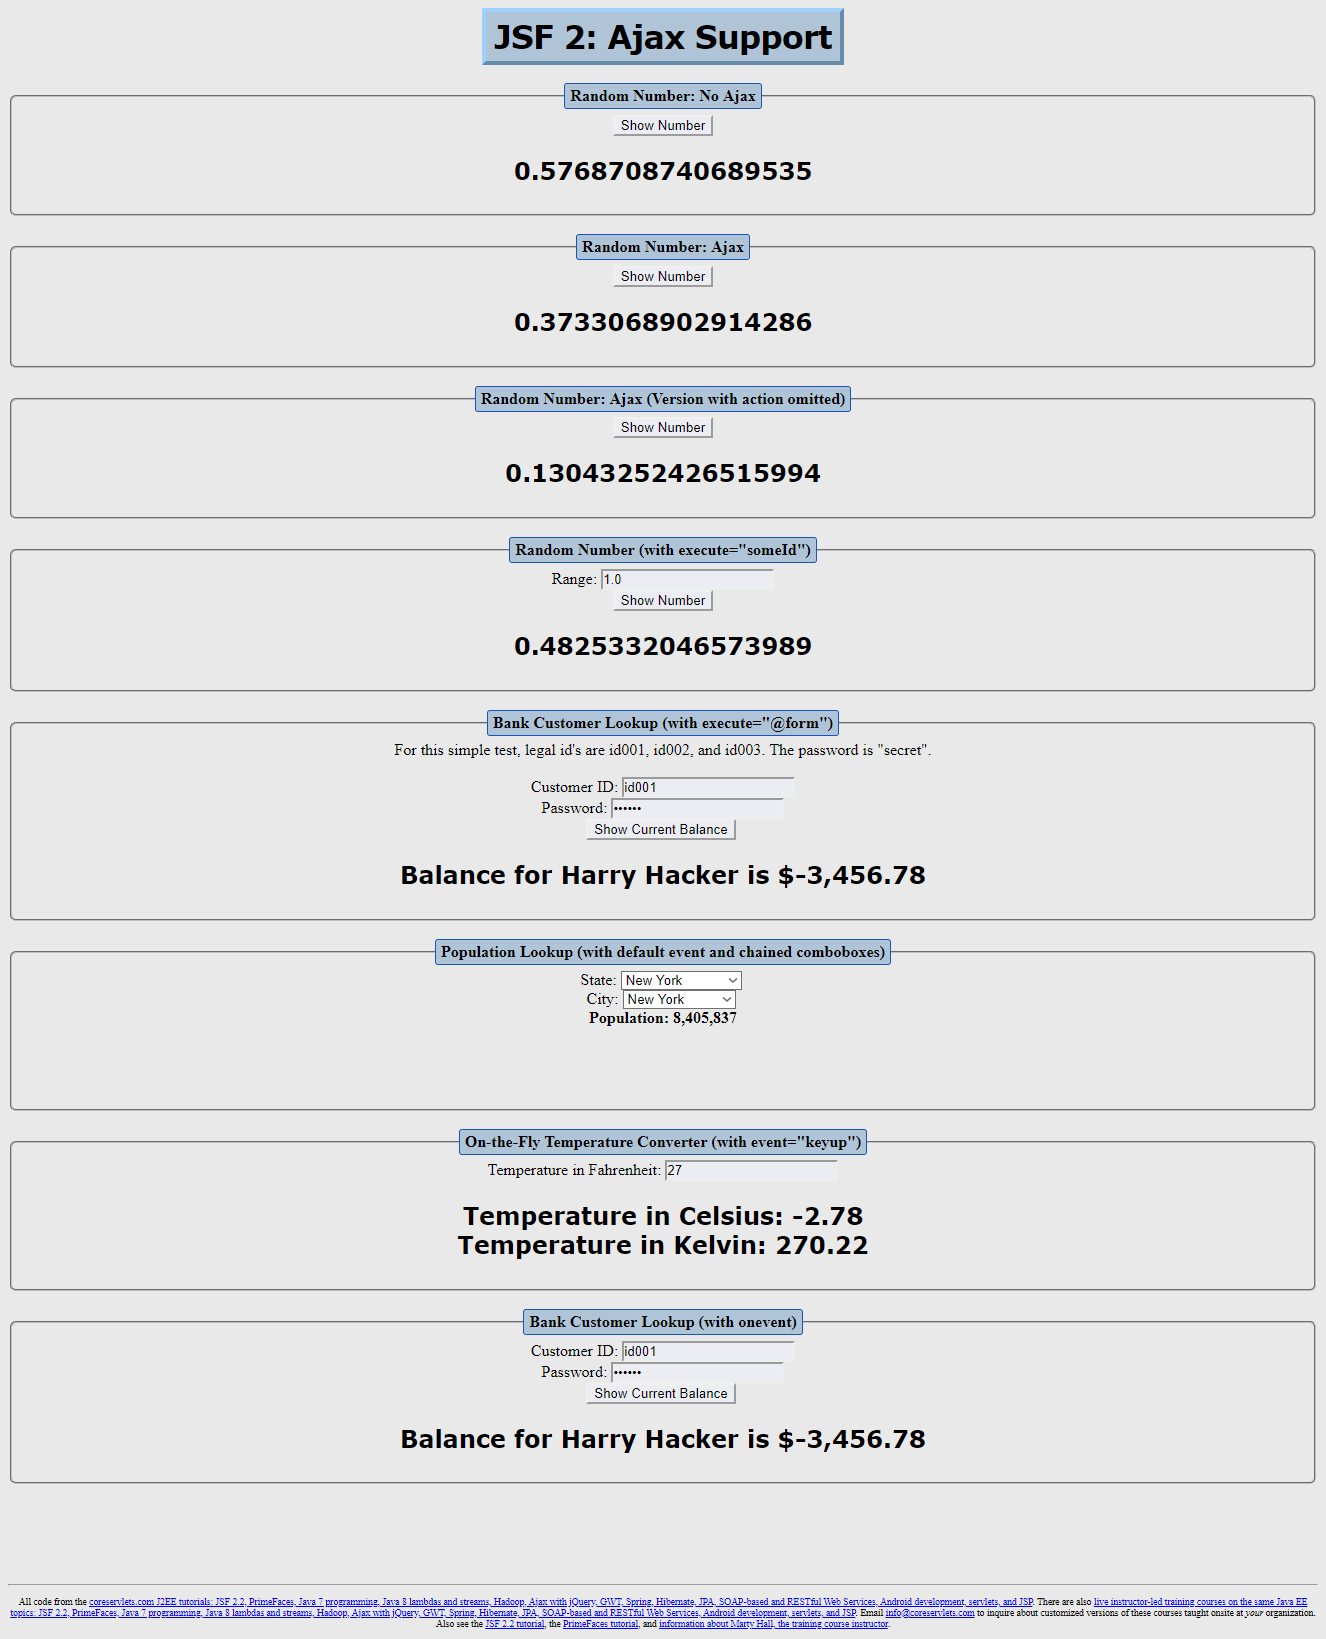 JSF 2: Ajax Support
Random Number: No Ajax
Show Number
0.5768708740689535
Random Number: Ajax
Show Number
0.3733068902914286
Random Number: Ajax (Version with action omitted)
Show Number
0.13043252426515994
Random Number (with execute="someId")
Range: 1.0
Show Number
0.4825332046573989
Bank Customer Lookup (with execute="@form")
For this simple test, legal id's are id001, id002, and id003. The password is "secret".
Customer ID: id001
Password: ••••••
Show Current Balance
Balance for Harry Hacker is $-3,456.78
Population Lookup (with default event and chained comboboxes)
State: New York
City: New York
Population: 8,405,837
On-the-Fly Temperature Converter (with event="keyup")
Temperature in Fahrenheit: 27
Temperature in Celsius: -2.78
Temperature in Kelvin: 270.22
Bank Customer Lookup (with onevent)
Customer ID: id001
Password: ••••••
Show Current Balance
Balance for Harry Hacker is $-3,456.78
All code from the coreservlets.com J2EE tutorials: JSF 2.2, PrimeFaces, Java 7 programming, Java 8 lambdas and streams, Hadoop, Ajax with jQuery, GWT, Spring, Hibernate, JPA, SOAP-based and RESTful Web Services, Android development, servlets, and JSP. There are also live instructor-led training courses on the same Java EE
topics: JSF 2.2, PrimeFaces, Java 7 programming, Java 8 lambdas and streams, Hadoop, Ajax with jQuery, GWT, Spring, Hibernate, JPA, SOAP-based and RESTful Web Services, Android development, servlets, and JSP. Email info@coreservlets.com to inquire about customized versions of these courses taught onsite at your organization.
Also see the JSF 2.2 tutorial, the PrimeFaces tutorial, and information about Marty Hall, the training course instructor.